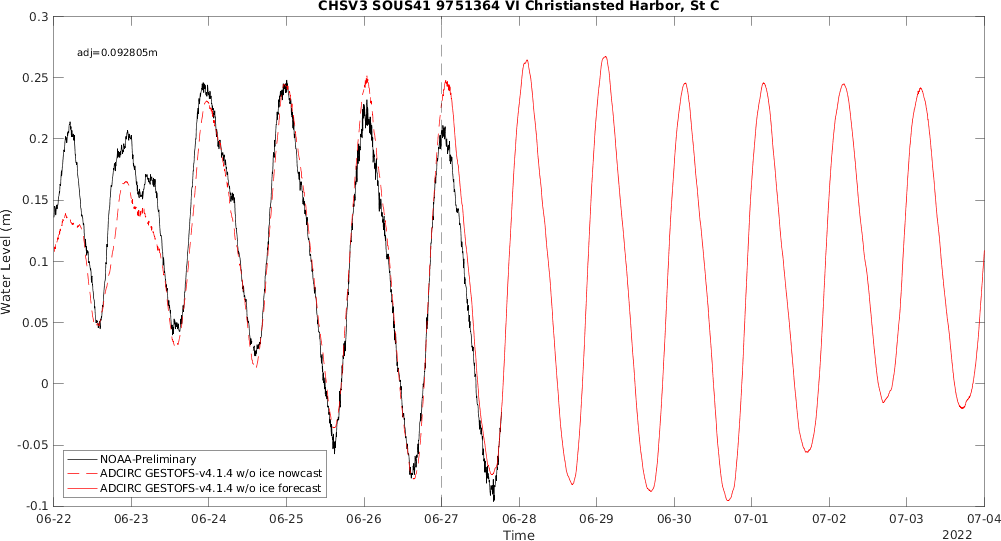 CHSV3 SOUS41 9751364 VI Christiansted Harbor, St C
adj=0.092805m
Water Level (m)
0.3
0.25
0.2
0.15
0.1
0.05
0
-0.05
-0.1
NOAA-Preliminary
ADCIRC GESTOFS-v4.1.4 w/o ice nowcast
ADCIRC GESTOFS-v4.1.4 w/o ice forecast
06-22 06-23 06-24 06-25 06-26 06-27 06-28 06-29 06-30 07-01 07-02 07-03 07-04
Time
2022